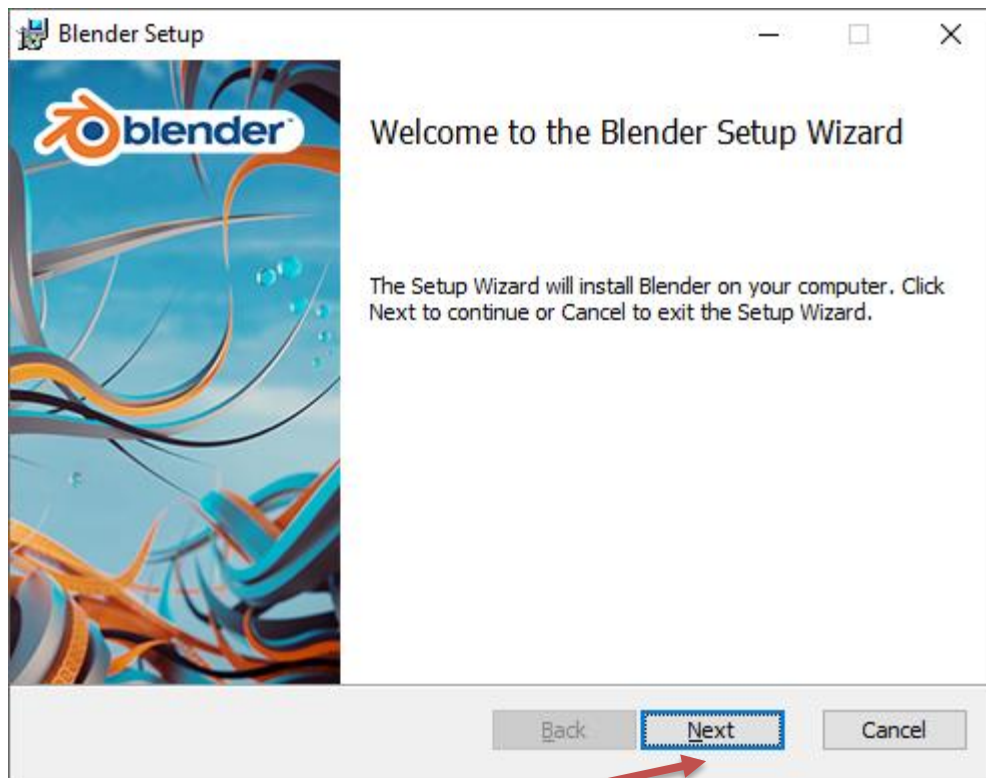 Blender Setup
blender
Welcome to the Blender Setup Wizard
The Setup Wizard will install Blender on your computer. Click
Next to continue or Cancel to exit the Setup Wizard.
Back
Next
Cancel